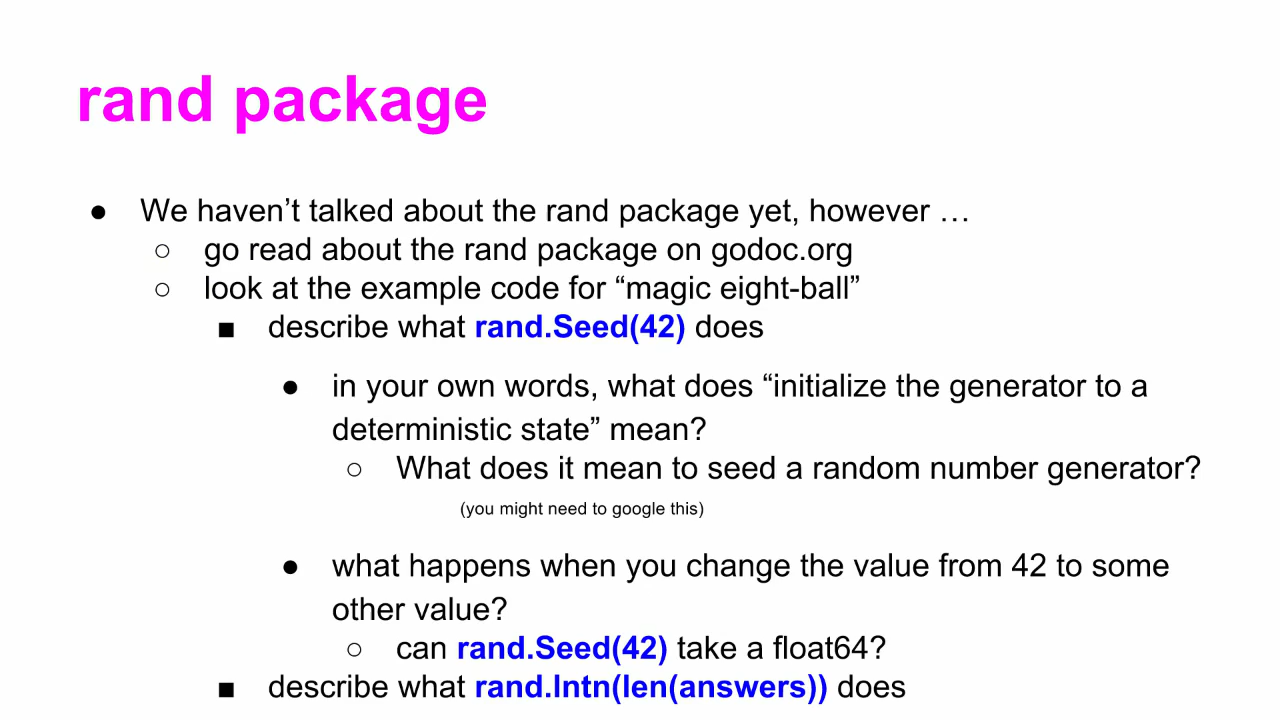 rand package
● We haven’t talked about the rand package yet, however …
○ go read about the rand package on godoc.org
○ look at the example code for “magic eight-ball”
■ describe what rand.Seed(42) does
● in your own words, what does “initialize the generator to a
deterministic state” mean?
○ What does it mean to seed a random number generator?
(you might need to google this)
● what happens when you change the value from 42 to some
other value?
○ can rand.Seed(42) take a float64?
■ describe what rand.Intn(len(answers)) does